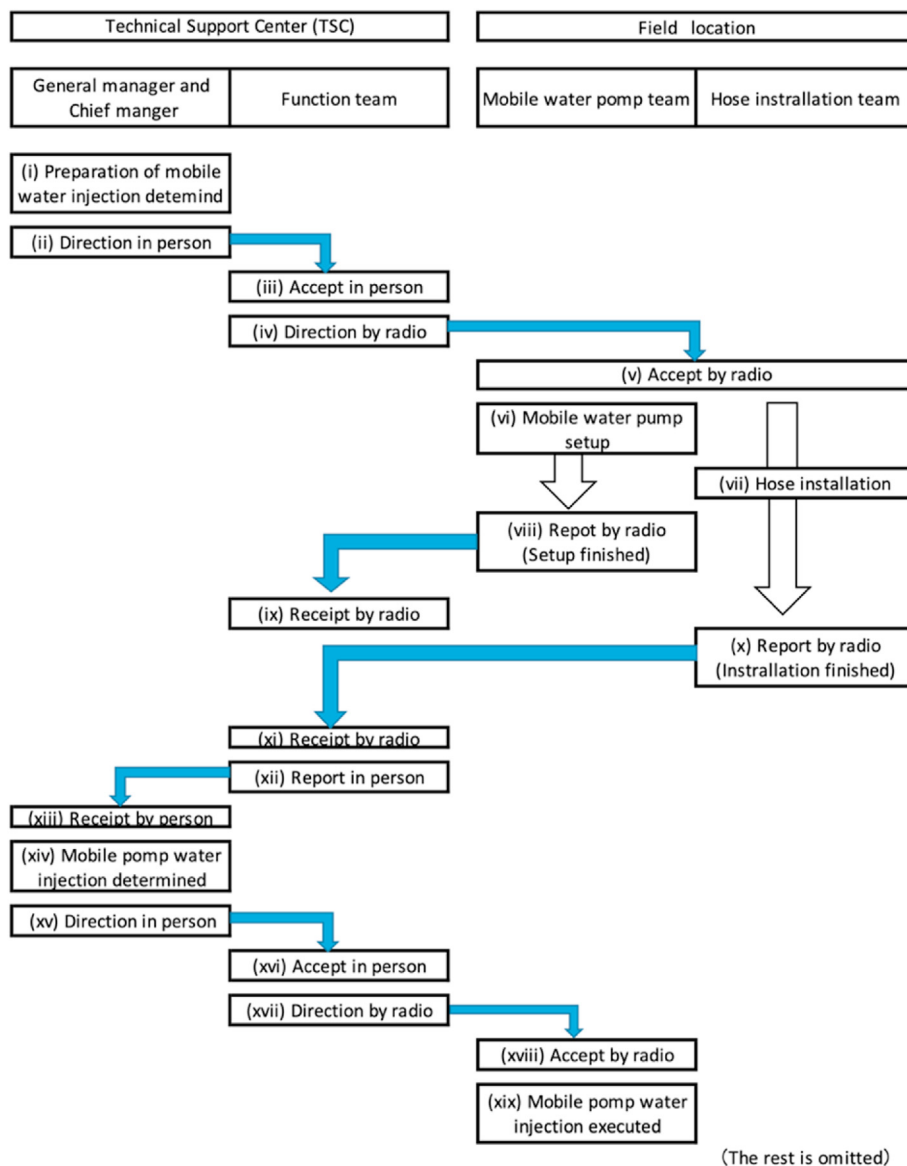 Technical Support Center (TSC)
Field location
General manager and
Chief manger
Function team
Mobile water pomp team
Hose instrallation team
(i) Preparation of mobile
water injection detemind
(ii) Direction in person
(iii) Accept in person
(iv) Direction by radio
(v) Accept by radio
(vi) Mobile water pump
setup
(vii) Hose installation
(viii) Repot by radio
(Setup finished)
(ix) Receipt by radio
(x) Report by radio
(Instrallation finished)
(xi) Receipt by radio
(xii) Report in person
(xiii) Receipt by person
(xiv) Mobile pomp water
injection determined
(xv) Direction in person
(xvi) Accept in person
(xvii) Direction by radio
(xviii) Accept by radio
(xix) Mobile pomp water
injection executed
(The rest is omitted)